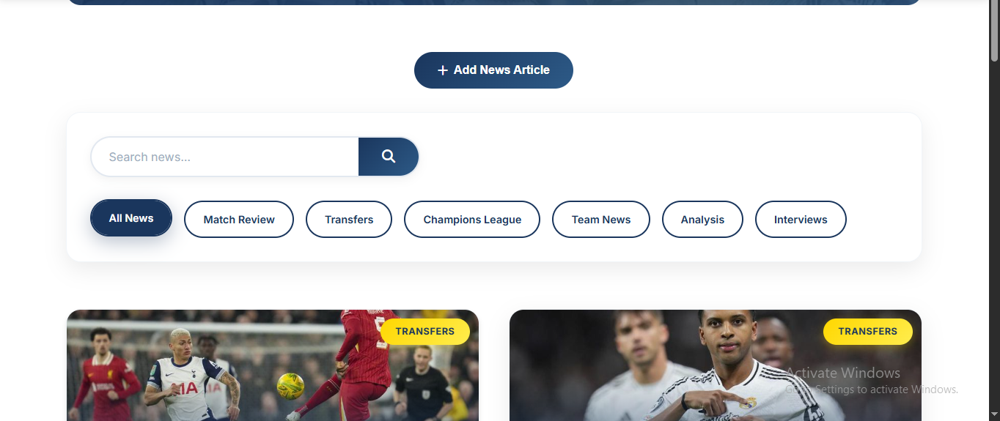 + Add News Article
Search news...
All News
Match Review
Transfers
Champions League
Team News
Analysis
Interviews
TRANSFERS
TRANSFERS
AIA
Activate Windows
Go to Settings to activate Windows.